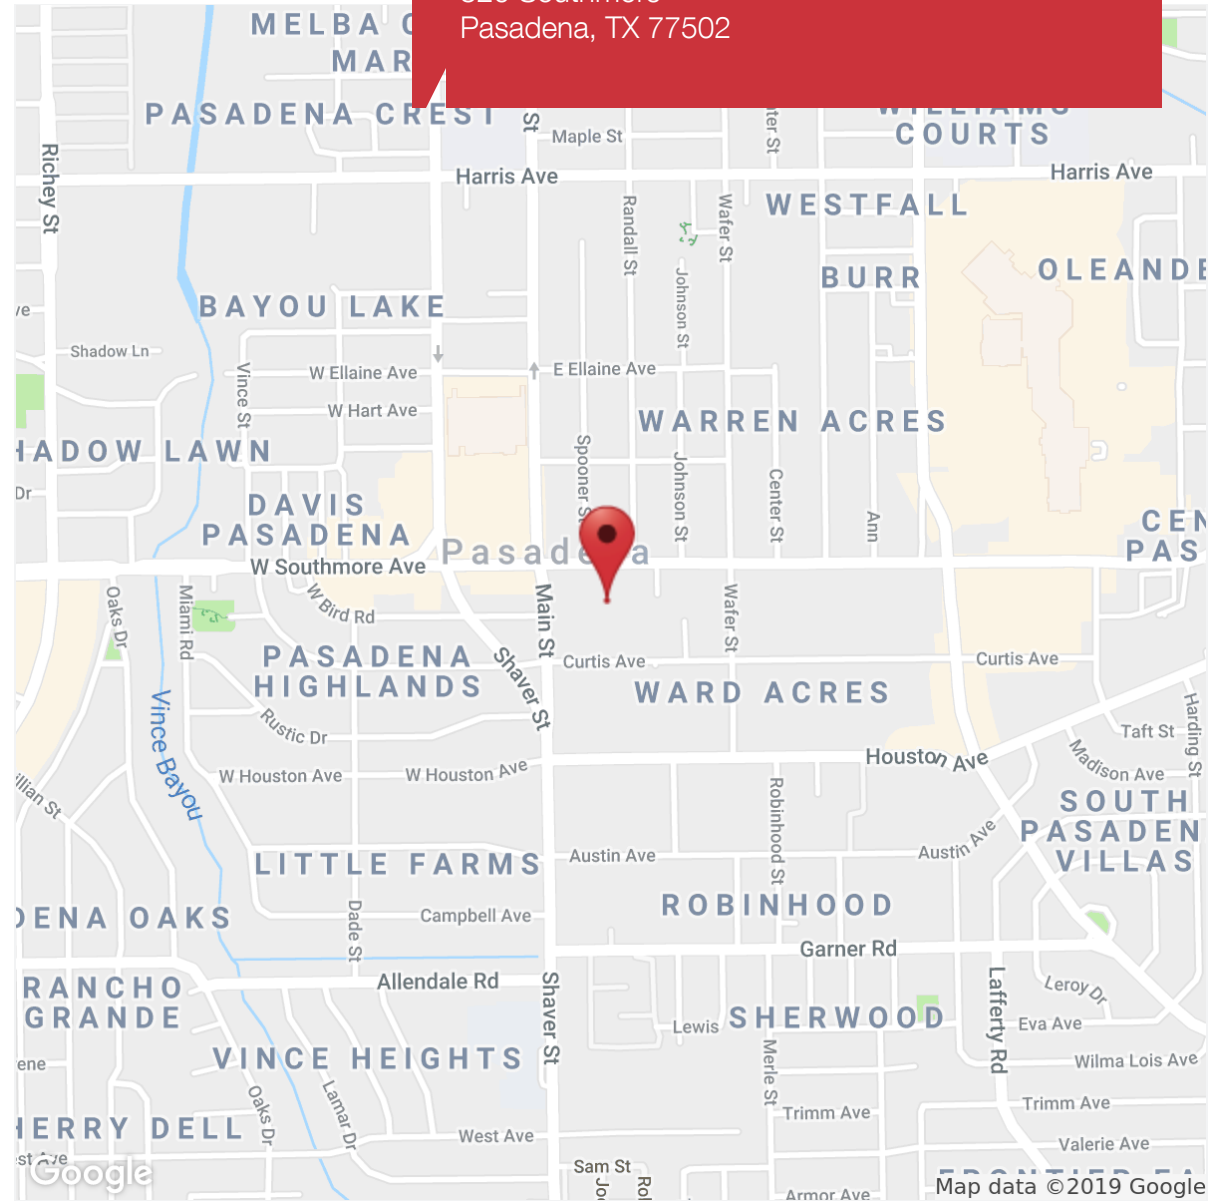 Pasadena, TX 77502
MELBA
MAR
PASADENA CREST
St
Maple St
COURTS
Richey St
Harris Ave
Harris Ave
WESTFALL
Randall St
Wafer St
BURR
Johnson St
BAYOU LAKE
Shadow Ln
W Ellaine Ave
E Ellaine Ave
Vince St
W Hart Ave
WARREN ACRES
HADOW LAWN
Spooner St
Johnson St
Center St
Dr
DAVIS
PASADENA
Ann
Pasadena
W Southmore Ave
Oaks Dr
Miami Rd
W Bird Rd
Main St
Wafer St
PASADENA
HIGHLANDS
Shaver St
Curtis Ave
Curtis Ave
WARD ACRES
Vince Bayou
Rustic Dr
Harding St
Taft St
W Houston Ave
W Houston Ave
Houston Ave
Madison Ave
Robinhood St
SOUTH
PASADEN
VILLAS
LITTLE FARMS
Austin Ave
Austin Ave
DENA OAKS
Dade St
Campbell Ave
ROBINHOOD
Garner Rd
RANCHO
GRANDE
Allendale Rd
Shaver St
Lafferty Rd
Leroy Dr
Lewis
SHERWOOD
Eva Ave
VINCE HEIGHTS
Merle St
Wilma Lois Ave
ene
Oaks Dr
Lamar Dr
Trimm Ave
Trimm Ave
HERRY DELL
West Ave
Valerie Ave
st Ave
Google
Sam St
Armor Ave
Map data ©2019 Google